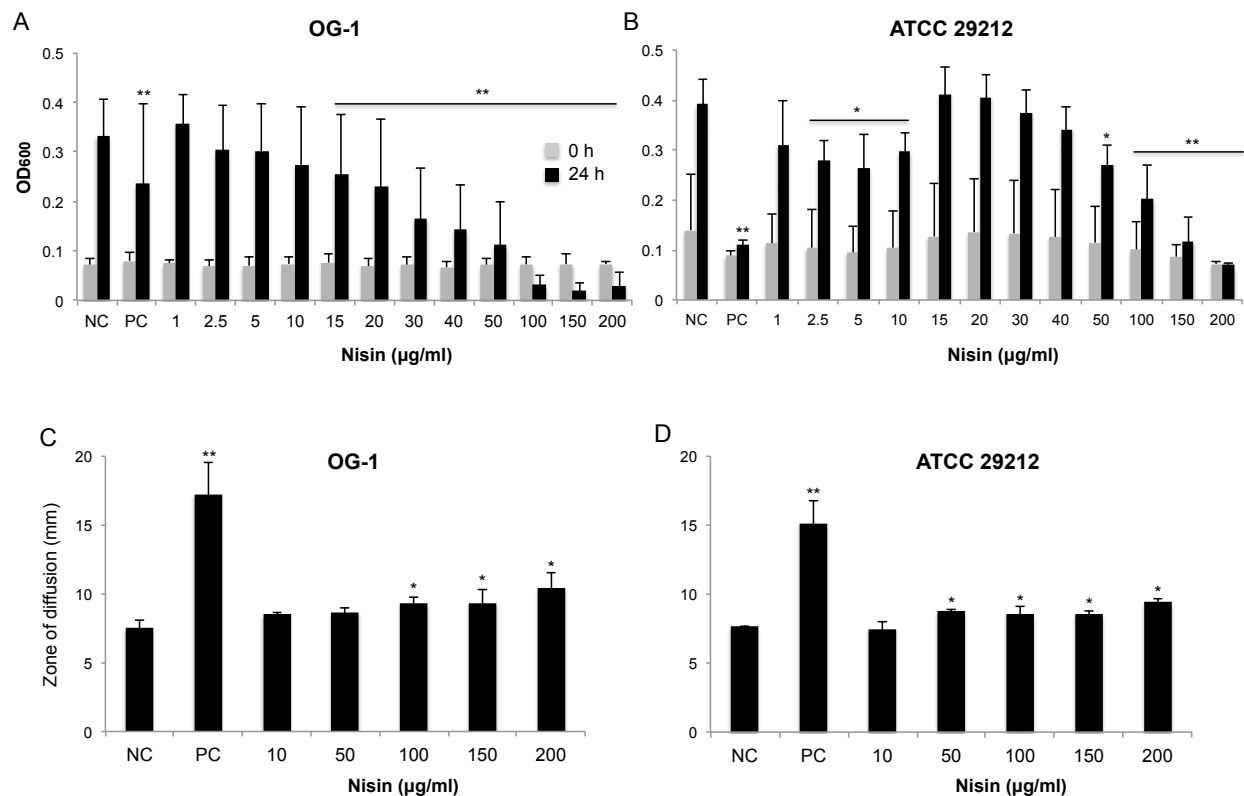 A
OG-1
0.5
0.4
0.3
0.2
0.1
0
OD600
**
**
0 h
24 h
NC PC 1 2.5 5 10 15 20 30 40 50 100 150 200
Nisin (µg/ml)
B
ATCC 29212
0.5
0.4
0.3
0.2
0.1
0
**
*
*
**
NC PC 1 2.5 5 10 15 20 30 40 50 100 150 200
Nisin (µg/ml)
C
OG-1
20
15
10
5
0
Zone of diffusion (mm)
**
*
*
*
NC PC 10 50 100 150 200
Nisin (µg/ml)
D
ATCC 29212
20
15
10
5
0
**
*
*
*
*
NC PC 10 50 100 150 200
Nisin (µg/ml)